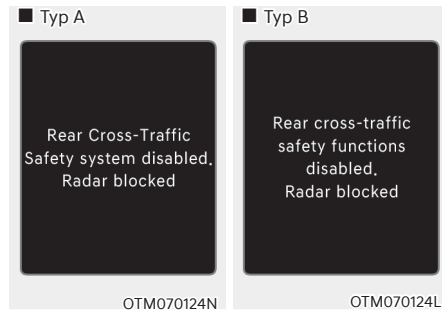 ■ Typ A
Rear Cross-Traffic
Safety system disabled.
Radar blocked
OTM070124N
■ Typ B
Rear cross-traffic
safety functions
disabled.
Radar blocked
OTM070124L